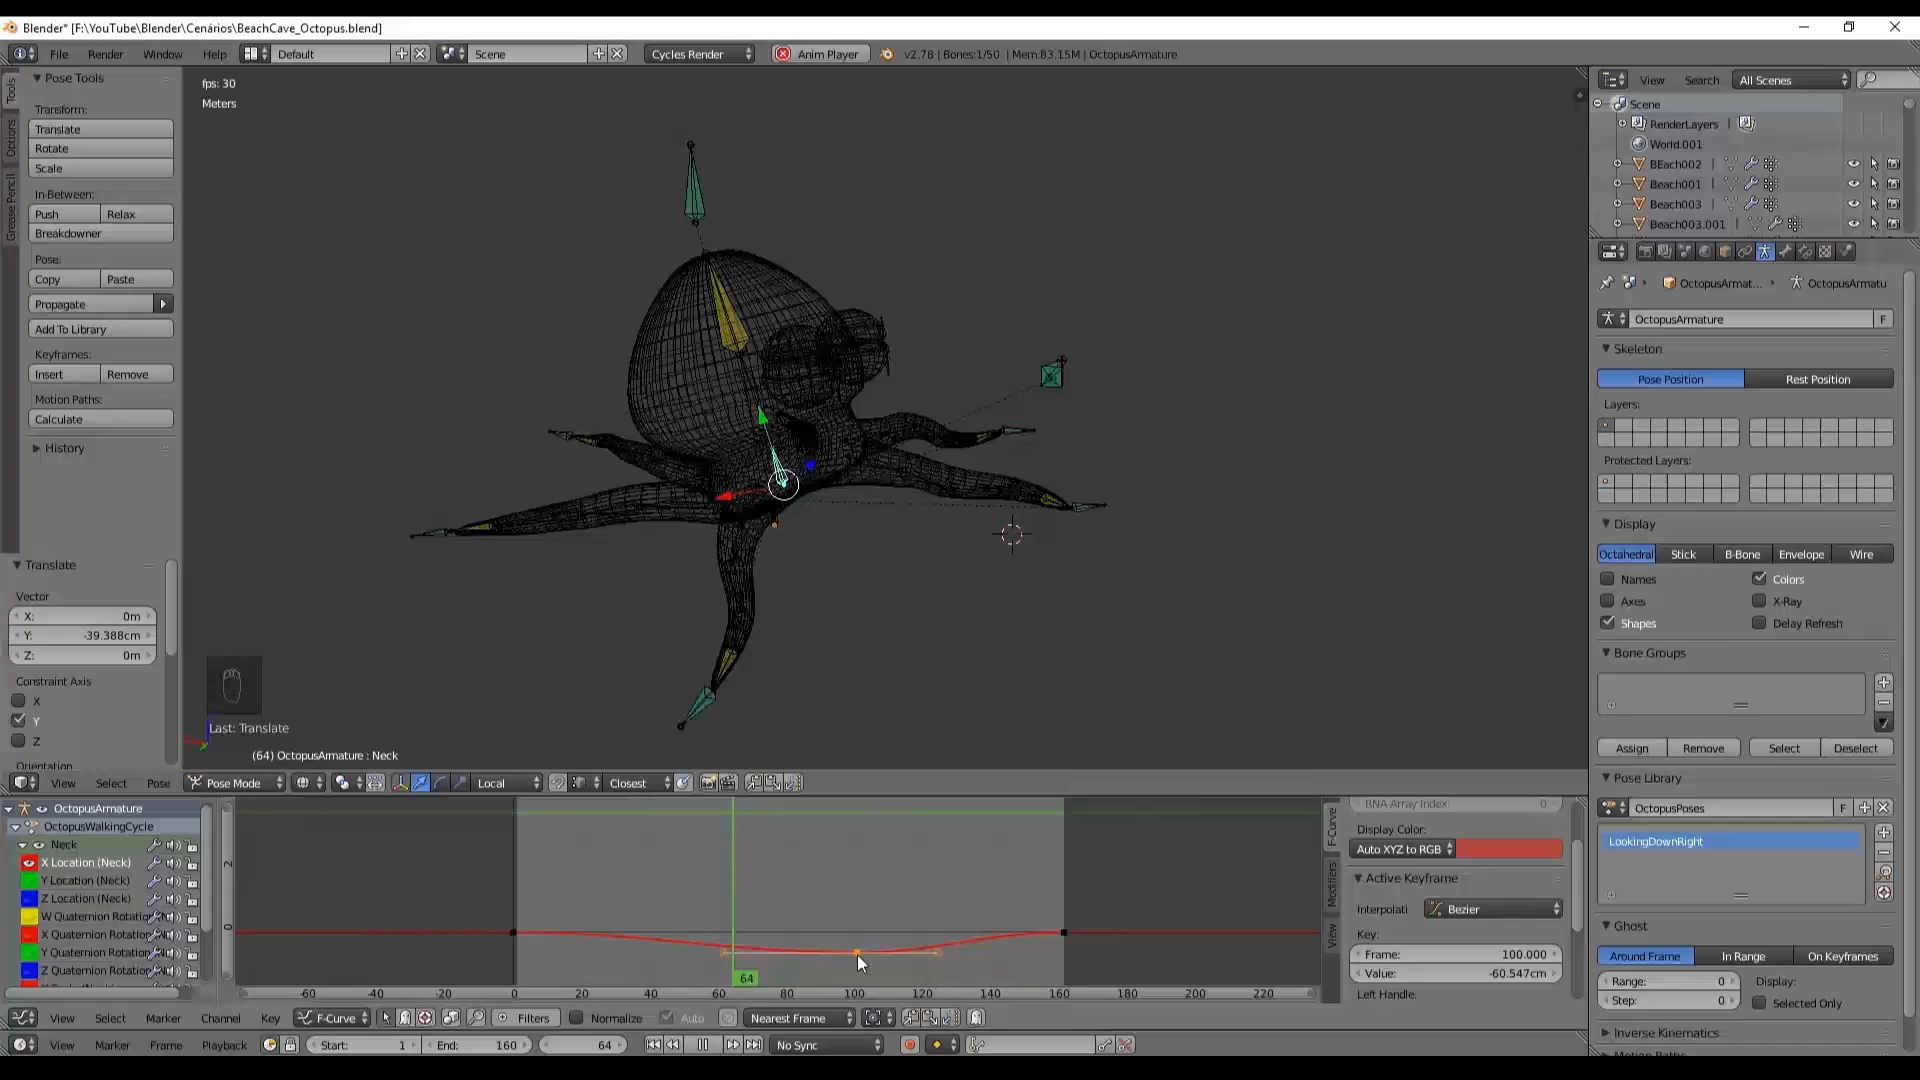 Blender* [F:\YouTube\Blender\Cenários\BeachCave_Octopus.blend]
File Render Window Help Default Scene Cycles Render Anim Player v2.78 | Bones:1/50 | Mem:83.15M | OctopusArmature
Tools
Options
Grease Pencil
Pose Tools
Transform:
Translate
Rotate
Scale
In-Between:
Push Relax
Breakdowner
Pose:
Copy Paste
Propagate
Add To Library
Keyframes:
Insert Remove
Motion Paths:
Calculate
History
Translate
Vector
X: 0m
Y: -39.388cm
Z: 0m
Constraint Axis
X
Y
Z
Orientation
fps: 30
Meters
Last: Translate
(64) OctopusArmature : Neck
View Select Pose Pose Mode Local Closest
OctopusArmature
OctopusWalkingCycle
Neck
X Location (Neck)
Y Location (Neck)
Z Location (Neck)
W Quaternion Rotation
X Quaternion Rotation
Y Quaternion Rotation
Z Quaternion Rotation
2
0
64
-60 -40 -20 0 20 40 60 80 100 120 140 160 180 200 220
F-Curve
Modifiers
View
RNA Array Index 0
Display Color:
Auto XYZ to RGB
Active Keyframe
Interpolati Bezier
Key:
Frame: 100.000
Value: -60.547cm
Left Handle:
View Select Marker Channel Key F-Curve Filters Normalize Auto Nearest Frame
View Marker Frame Playback Start: 1 End: 160 64 No Sync
View Search All Scenes
Scene
RenderLayers
World.001
BEach002
Beach001
Beach003
Beach003.001
OctopusArmat... OctopusArmatu
OctopusArmature F
Skeleton
Pose Position Rest Position
Layers:
Protected Layers:
Display
Octahedral Stick B-Bone Envelope Wire
Names Colors
Axes X-Ray
Shapes Delay Refresh
Bone Groups
Assign Remove Select Deselect
Pose Library
OctopusPoses F
LookingDownRight
Ghost
Around Frame In Range On Keyframes
Range: 0 Display:
Step: 0 Selected Only
Inverse Kinematics